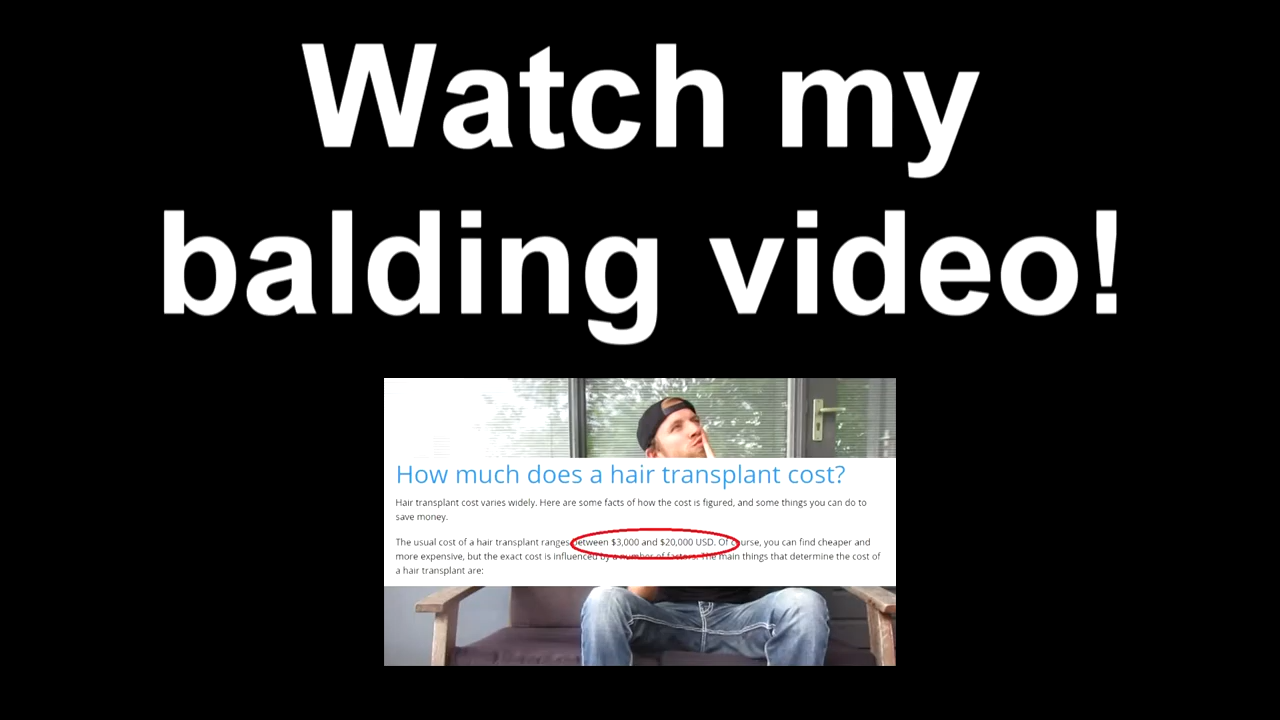 Watch my
balding video!
How much does a hair transplant cost?
Hair transplant cost varies widely. Here are some facts of how the cost is figured, and some things you can do to
save money.
The usual cost of a hair transplant ranges between $3,000 and $20,000 USD. Of course, you can find cheaper and
more expensive, but the exact cost is influenced by a number of factors. The main things that determine the cost of
a hair transplant are: